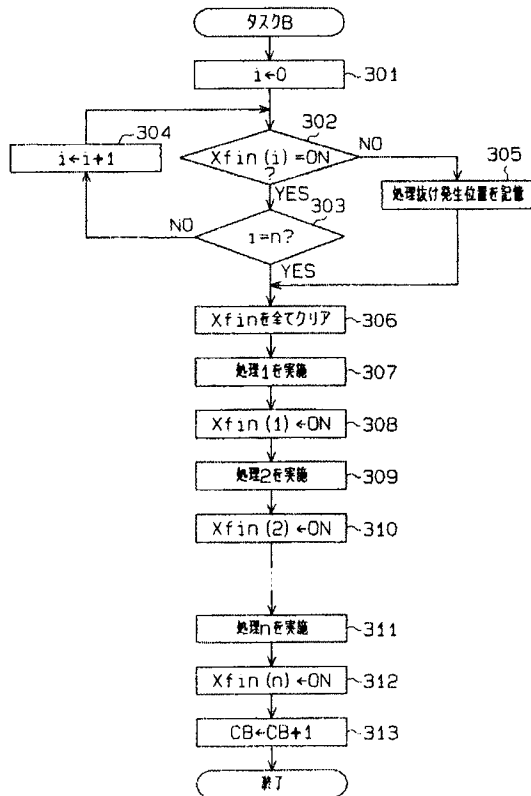 タスクB
i←0
301
302
304
i←i+1
Xfin(i)=ON
?
NO
305
処理抜け発生位置を記憶
YES
303
NO
i=n?
YES
Xfinを全てクリア
306
処理1を実施
307
Xfin(1)←ON
308
処理2を実施
309
Xfin(2)←ON
310
処理nを実施
311
Xfin(n)←ON
312
CB←CB+1
313
終了